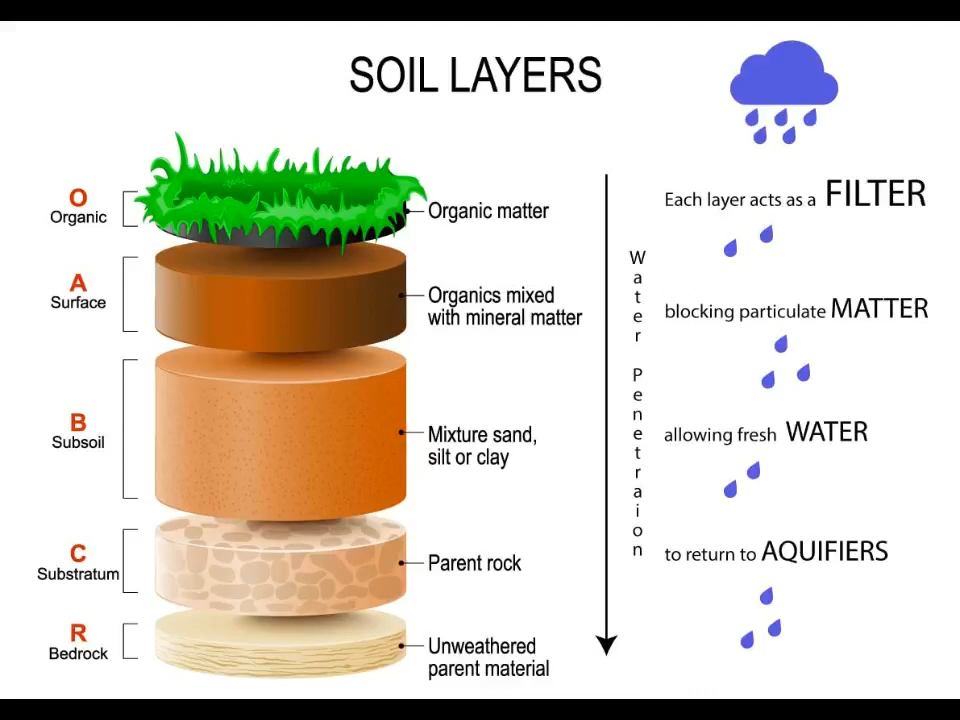 SOIL LAYERS
O
Organic
Organic matter
A
Surface
Organics mixed
with mineral matter
B
Subsoil
Mixture sand,
silt or clay
C
Substratum
Parent rock
R
Bedrock
Unweathered
parent material
Water Penetraion
Each layer acts as a FILTER
blocking particulate MATTER
allowing fresh WATER
to return to AQUIFIERS